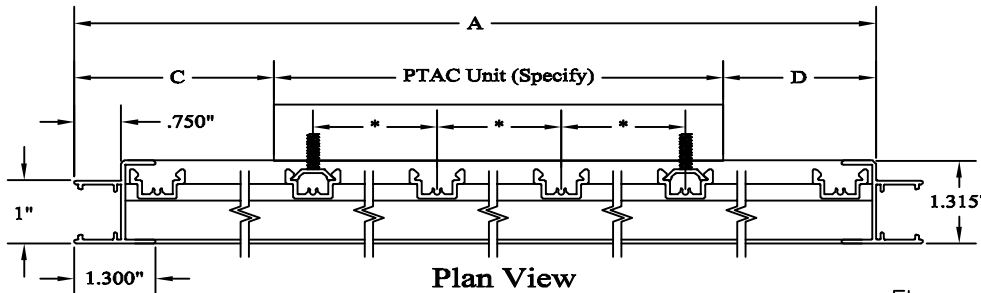 A
C
PTAC Unit (Specify)
D
.750"
*
*
*
1"
1.315"
1.300"
Plan View